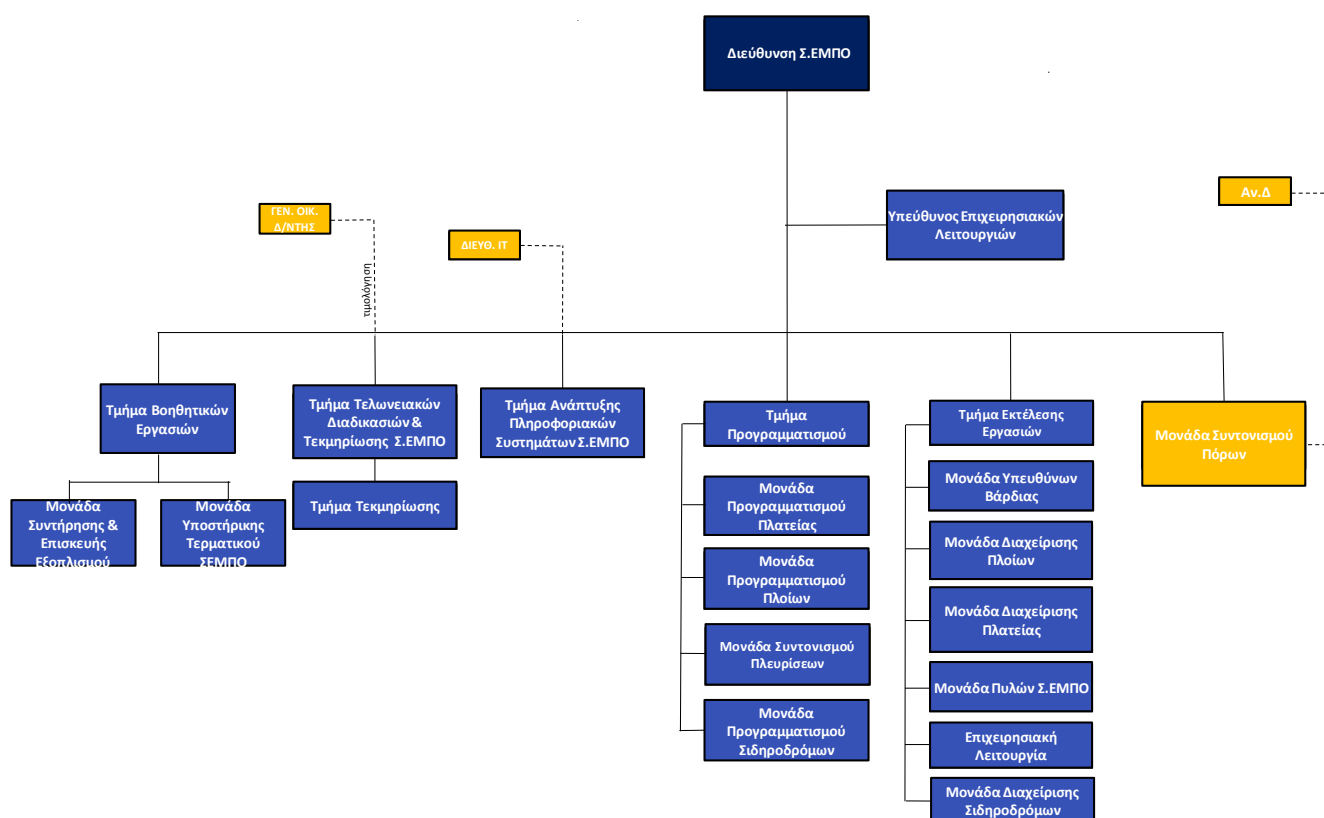 Διεύθυνση Σ.ΕΜΠΟ
Υπεύθυνος Επιχειρησιακών
Λειτουργιών
Αν.Δ
ΓΕΝ. ΟΙΚ.
Δ/ΝΤΗΣ
ΔΙΕΥΘ. ΙΤ
τιμολόγηση
Τμήμα Βοηθητικών
Εργασιών
Τμήμα Τελωνειακών
Διαδικασιών &
Τεκμηρίωσης Σ.ΕΜΠΟ
Τμήμα Ανάπτυξης
Πληροφοριακών
Συστημάτων Σ.ΕΜΠΟ
Τμήμα
Προγραμματισμού
Τμήμα Εκτέλεσης
Εργασιών
Μονάδα Συντονισμού
Πόρων
Μονάδα
Συντήρησης &
Επισκευής
Εξοπλισμού
Μονάδα
Υποστήρικης
Τερματικού
ΣΕΜΠΟ
Τμήμα Τεκμηρίωσης
Μονάδα
Προγραμματισμού
Πλατείας
Μονάδα
Προγραμματισμού
Πλοίων
Μονάδα Συντονισμού
Πλευρίσεων
Μονάδα
Προγραμματισμού
Σιδηροδρόμων
Μονάδα Υπευθύνων
Βάρδιας
Μονάδα Διαχείρισης
Πλοίων
Μονάδα Διαχείρισης
Πλατείας
Μονάδα Πυλών Σ.ΕΜΠΟ
Επιχειρησιακή
Λειτουργία
Μονάδα Διαχείρισης
Σιδηροδρόμων